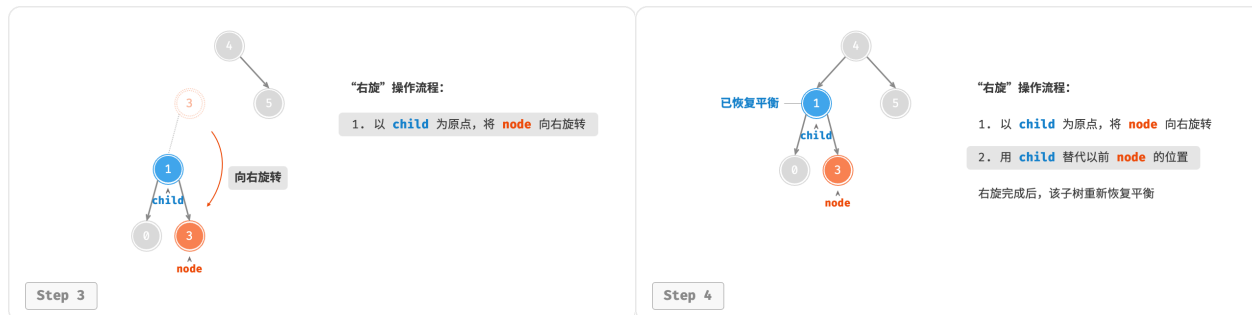 4
3
5
1
child
0
3
node
向右旋转
“右旋”操作流程：
1. 以 child 为原点，将 node 向右旋转
Step 3
4
已恢复平衡
1
5
child
0
3
node
“右旋”操作流程：
1. 以 child 为原点，将 node 向右旋转
2. 用 child 替代以前 node 的位置
右旋完成后，该子树重新恢复平衡
Step 4